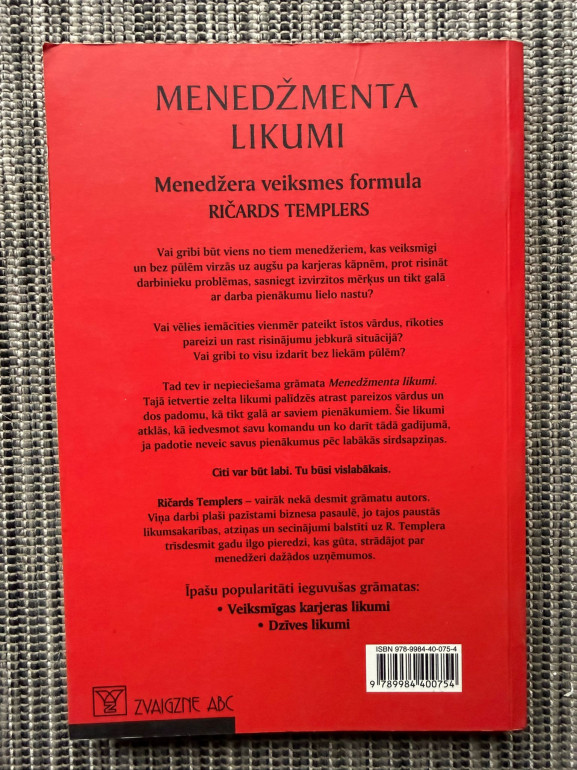 MENEDŽMENTA
LIKUMI
Menedžera veiksmes formula
RIČARDS TEMPLERS
Vai gribi būt viens no tiem menedžeriem, kas veiksmīgi
un bez pūlēm virzās uz augšu pa karjeras kāpnēm, prot risināt
darbinieku problēmas, sasniegt izvirzītos mērķus un tikt galā
ar darba pienākumu lielo nastu?
Vai vēlies iemācīties vienmēr pateikt īstos vārdus, rīkoties
pareizi un rast risinājumu jebkurā situācijā?
Vai gribi to visu izdarīt bez liekām pūlēm?
Tad tev ir nepieciešama grāmata Menedžmenta likumi.
Tajā ietvertie zelta likumi palīdzēs atrast pareizos vārdus un
dos padomu, kā tikt galā ar saviem pienākumiem. Šie likumi
atklās, kā iedvesmot savu komandu un ko darīt tādā gadījumā,
ja padotie neveic savus pienākumus pēc labākās sirdsapziņas.
Citi var būt labi. Tu būsi vislabākais.
Ričards Templers – vairāk nekā desmit grāmatu autors.
Viņa darbi plaši pazīstami biznesa pasaulē, jo tajos paustās
likumsakarības, atziņas un secinājumi balstīti uz R. Templera
trīsdesmit gadu ilgo pieredzi, kas gūta, strādājot par
menedžeri dažādos uzņēmumos.
Īpašu popularitāti ieguvušas grāmatas:
• Veiksmīgas karjeras likumi
• Dzīves likumi
ISBN 978-9984-40-075-4
9 789984 400754
ZVAIGZNE ABC